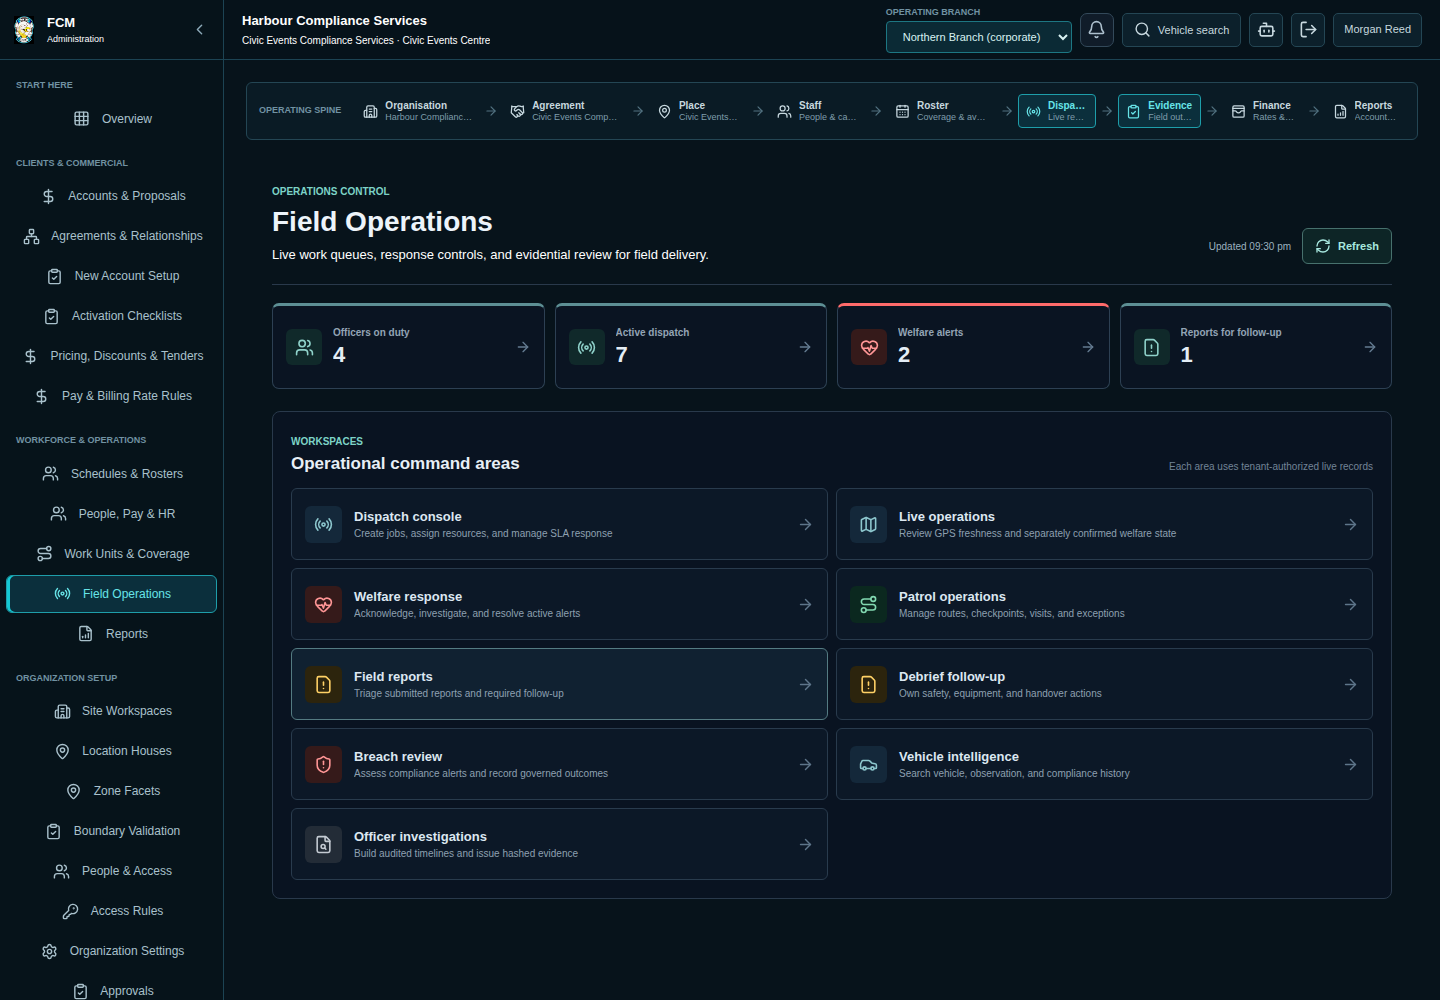 FCM
Administration
START HERE
Overview
CLIENTS & COMMERCIAL
Accounts & Proposals
Agreements & Relationships
New Account Setup
Activation Checklists
Pricing, Discounts & Tenders
Pay & Billing Rate Rules
WORKFORCE & OPERATIONS
Schedules & Rosters
People, Pay & HR
Work Units & Coverage
Field Operations
Reports
ORGANIZATION SETUP
Site Workspaces
Location Houses
Zone Facets
Boundary Validation
People & Access
Access Rules
Organization Settings
Approvals
Harbour Compliance Services
Civic Events Compliance Services · Civic Events Centre
OPERATING BRANCH
Northern Branch (corporate)
Vehicle search
Morgan Reed
OPERATING SPINE
Organisation
Harbour Complianc…
Agreement
Civic Events Comp…
Place
Civic Events…
Staff
People & ca…
Roster
Coverage & av…
Dispa…
Live re…
Evidence
Field out…
Finance
Rates &…
Reports
Account…
OPERATIONS CONTROL
Field Operations
Live work queues, response controls, and evidential review for field delivery.
Updated 09:30 pm
Refresh
Officers on duty
4
Active dispatch
7
Welfare alerts
2
Reports for follow-up
1
WORKSPACES
Operational command areas
Each area uses tenant-authorized live records
Dispatch console
Create jobs, assign resources, and manage SLA response
Live operations
Review GPS freshness and separately confirmed welfare state
Welfare response
Acknowledge, investigate, and resolve active alerts
Patrol operations
Manage routes, checkpoints, visits, and exceptions
Field reports
Triage submitted reports and required follow-up
Debrief follow-up
Own safety, equipment, and handover actions
Breach review
Assess compliance alerts and record governed outcomes
Vehicle intelligence
Search vehicle, observation, and compliance history
Officer investigations
Build audited timelines and issue hashed evidence